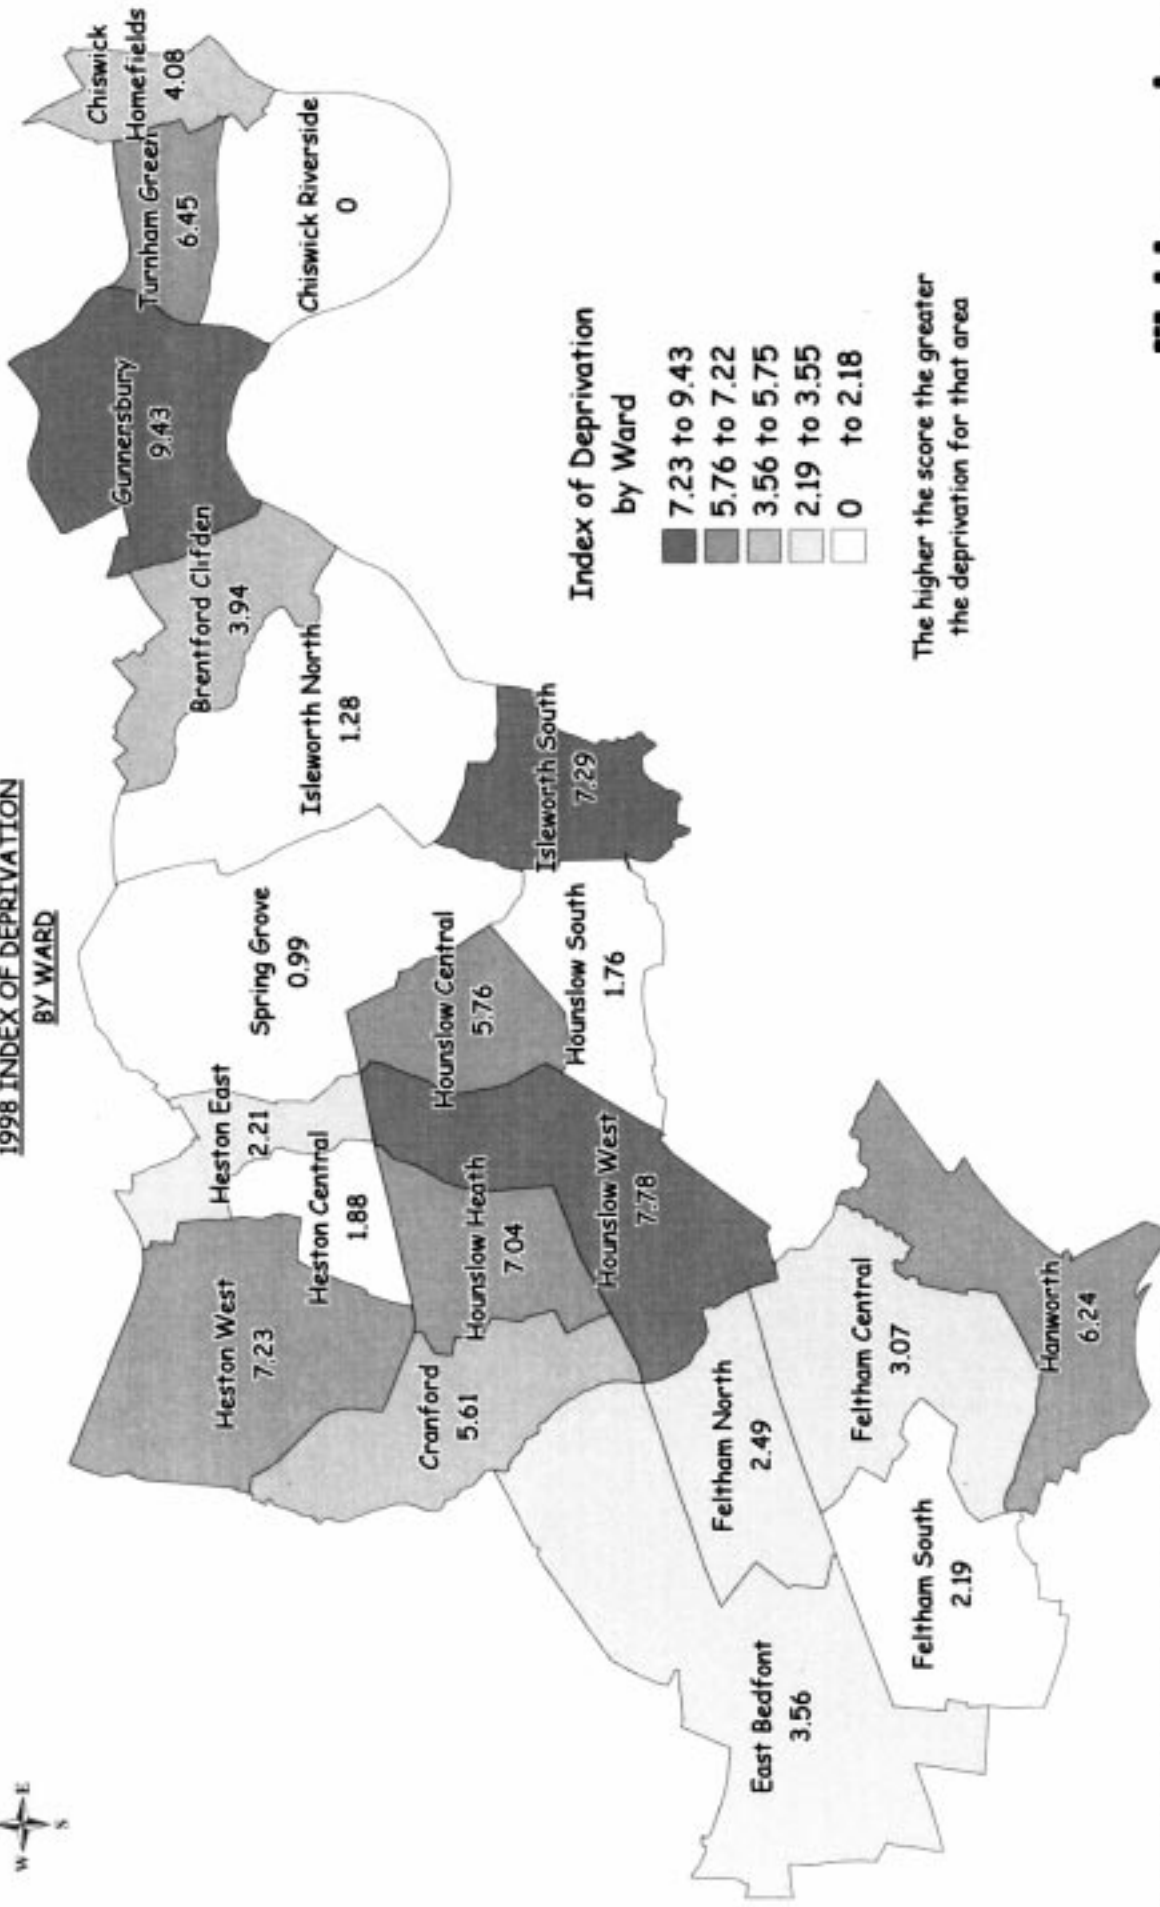 1998 INDEX OF DEPRIVATION
BY WARD
W E
S
Chiswick
Homefields
4.08
Turnham Green
6.45
Chiswick Riverside
0
Gunnersbury
9.43
Brentford Clifden
3.94
Isleworth North
1.28
Isleworth South
7.29
Spring Grove
0.99
Hounslow Central
5.76
Hounslow South
1.76
Heston East
2.21
Heston Central
1.88
Heston West
7.23
Hounslow Heath
7.04
Hounslow West
7.78
Cranford
5.61
Feltham North
2.49
Feltham Central
3.07
Hanworth
6.24
Feltham South
2.19
East Bedfont
3.56
Index of Deprivation
by Ward
7.23 to 9.43
5.76 to 7.22
3.56 to 5.75
2.19 to 3.55
0 to 2.18
The higher the score the greater
the deprivation for that area